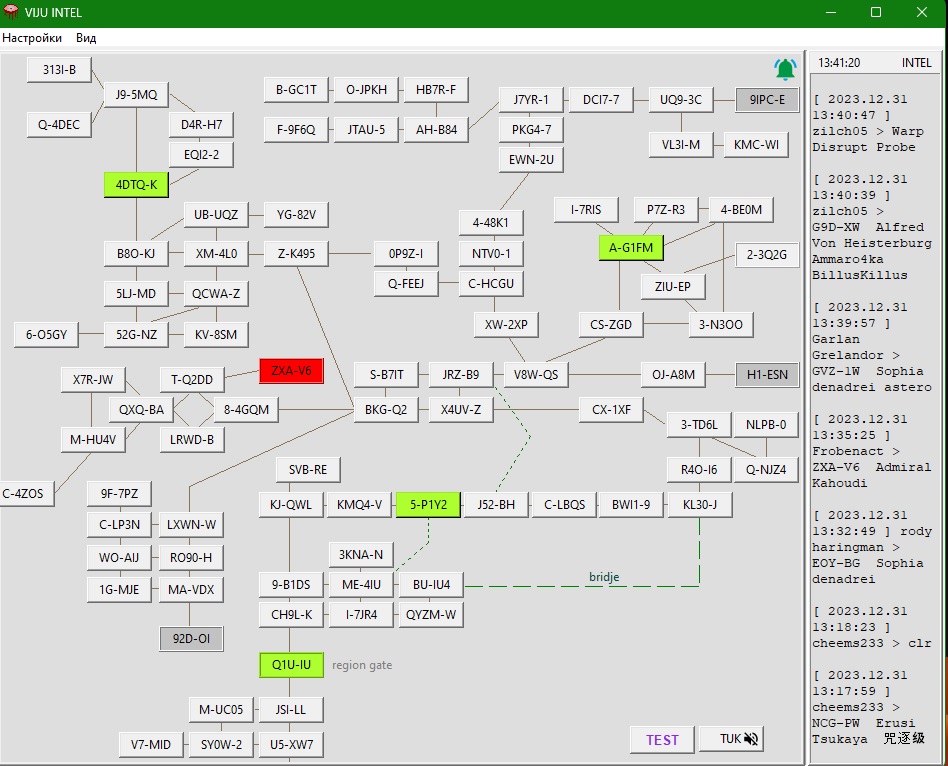 VIJU INTEL
Настройки Вид
313I-B
J9-5MQ
Q-4DEC
D4R-H7
EQI2-2
4DTQ-K
B-GC1T O-JPKH HB7R-F
F-9F6Q JTAU-5 AH-B84
J7YR-1 DCI7-7 UQ9-3C 9IPC-E
PKG4-7
EWN-2U
VL3I-M KMC-WI
UB-UQZ YG-82V
B8O-KJ XM-4L0 Z-K495 0P9Z-I
4-48K1
NTV0-1
Q-FEEJ C-HCGU
I-7RIS P7Z-R3 4-BE0M
A-G1FM 2-3Q2G
ZIU-EP
5LJ-MD QCWA-Z
6-O5GY 52G-NZ KV-8SM
XW-2XP CS-ZGD 3-N3OO
X7R-JW T-Q2DD ZXA-V6 S-B7IT JRZ-B9 V8W-QS OJ-A8M H1-ESN
QXQ-BA 8-4GQM BKG-Q2 X4UV-Z CX-1XF
M-HU4V LRWD-B
3-TD6L NLPB-0
R4O-I6 Q-NJZ4
C-4ZOS
9F-7PZ
SVB-RE
KJ-QWL KMQ4-V 5-P1Y2 J52-BH C-LBQS BWI1-9 KL30-J
C-LP3N LXWN-W
WO-AIJ RO90-H
3KNA-N
1G-MJE MA-VDX
9-B1DS ME-4IU BU-IU4
bridje
CH9L-K I-7JR4 QYZM-W
92D-OI
Q1U-IU region gate
M-UC05 JSI-LL
V7-MID SY0W-2 U5-XW7
TEST TUK
13:41:20 INTEL
[ 2023.12.31
13:40:47 ]
zilch05 > Warp
Disrupt Probe
[ 2023.12.31
13:40:39 ]
zilch05 >
G9D-XW Alfred
Von Heisterburg
Ammaro4ka
BillusKillus
[ 2023.12.31
13:39:57 ]
Garlan
Grelandor >
GVZ-1W Sophia
denadrei astero
[ 2023.12.31
13:35:25 ]
Frobenact >
ZXA-V6 Admiral
Kahoudi
[ 2023.12.31
13:32:49 ] rody
haringman >
EOY-BG Sophia
denadrei
[ 2023.12.31
13:18:23 ]
cheems233 > clr
[ 2023.12.31
13:17:59 ]
cheems233 >
NCG-PW Erusi
Tsukaya 咒逐级